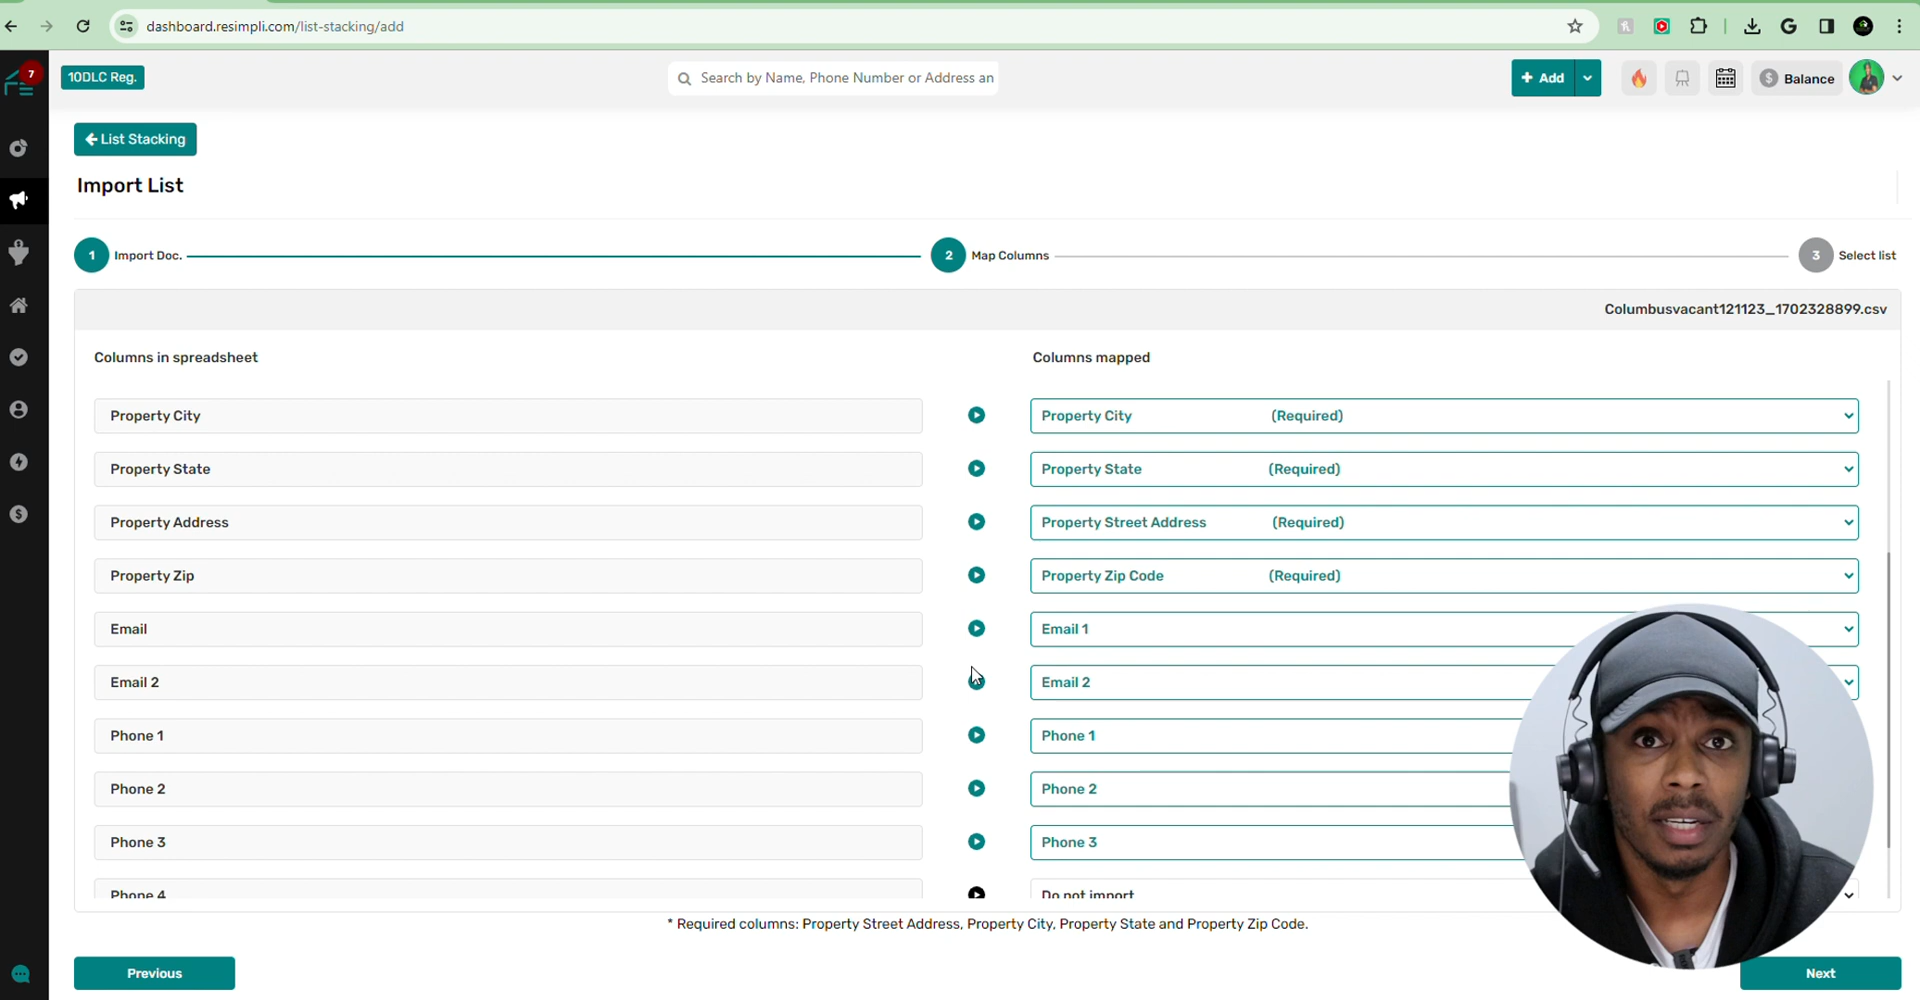 dashboard.resimpli.com/list-stacking/add
7
10DLC Reg.
Search by Name, Phone Number or Address an
+ Add
$ Balance
List Stacking
Import List
1 Import Doc.
2 Map Columns
3 Select list
Columbusvacant121123_1702328899.csv
Columns in spreadsheet
Columns mapped
Property City
Property City (Required)
Property State
Property State (Required)
Property Address
Property Street Address (Required)
Property Zip
Property Zip Code (Required)
Email
Email 1
Email 2
Email 2
Phone 1
Phone 1
Phone 2
Phone 2
Phone 3
Phone 3
Phone 4
Do not import
* Required columns: Property Street Address, Property City, Property State and Property Zip Code.
Previous
Next